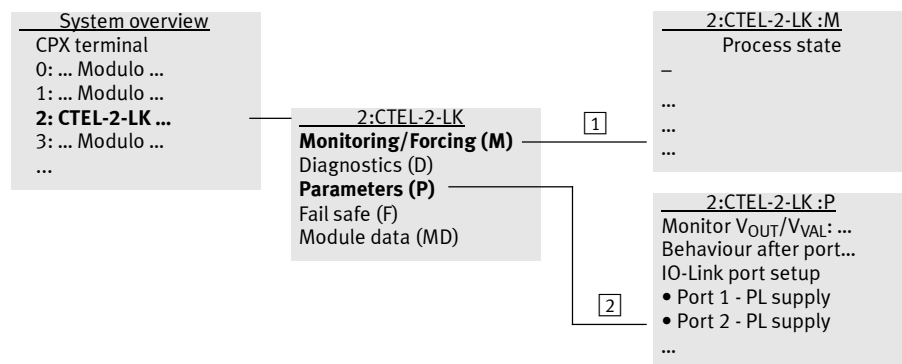 System overview
CPX terminal
0: ... Modulo ...
1: ... Modulo ...
2: CTEL-2-LK ...
3: ... Modulo ...
...
2:CTEL-2-LK
Monitoring/Forcing (M)
Diagnostics (D)
Parameters (P)
Fail safe (F)
Module data (MD)
1
2:CTEL-2-LK :M
Process state
–
...
...
...
2
2:CTEL-2-LK :P
Monitor VOUT/VVAL: ...
Behaviour after port...
IO-Link port setup
• Port 1 - PL supply
• Port 2 - PL supply
...